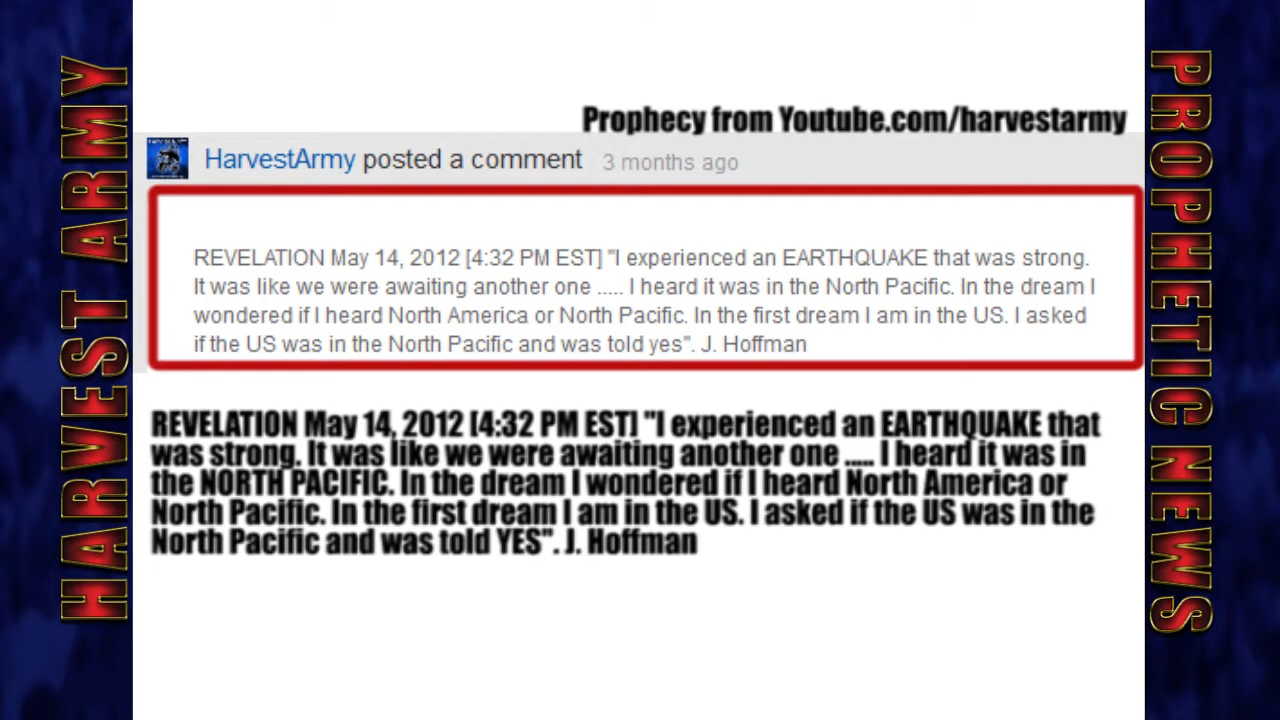 HARVEST ARMY
Prophecy from Youtube.com/harvestarmy
HarvestArmy posted a comment 3 months ago
REVELATION May 14, 2012 [4:32 PM EST] "I experienced an EARTHQUAKE that was strong.
It was like we were awaiting another one ..... I heard it was in the North Pacific. In the dream I
wondered if I heard North America or North Pacific. In the first dream I am in the US. I asked
if the US was in the North Pacific and was told yes". J. Hoffman
REVELATION May 14, 2012 [4:32 PM EST] "I experienced an EARTHQUAKE that
was strong. It was like we were awaiting another one ..... I heard it was in
the NORTH PACIFIC. In the dream I wondered if I heard North America or
North Pacific. In the first dream I am in the US. I asked if the US was in the
North Pacific and was told YES". J. Hoffman
PROPHETIC NEWS